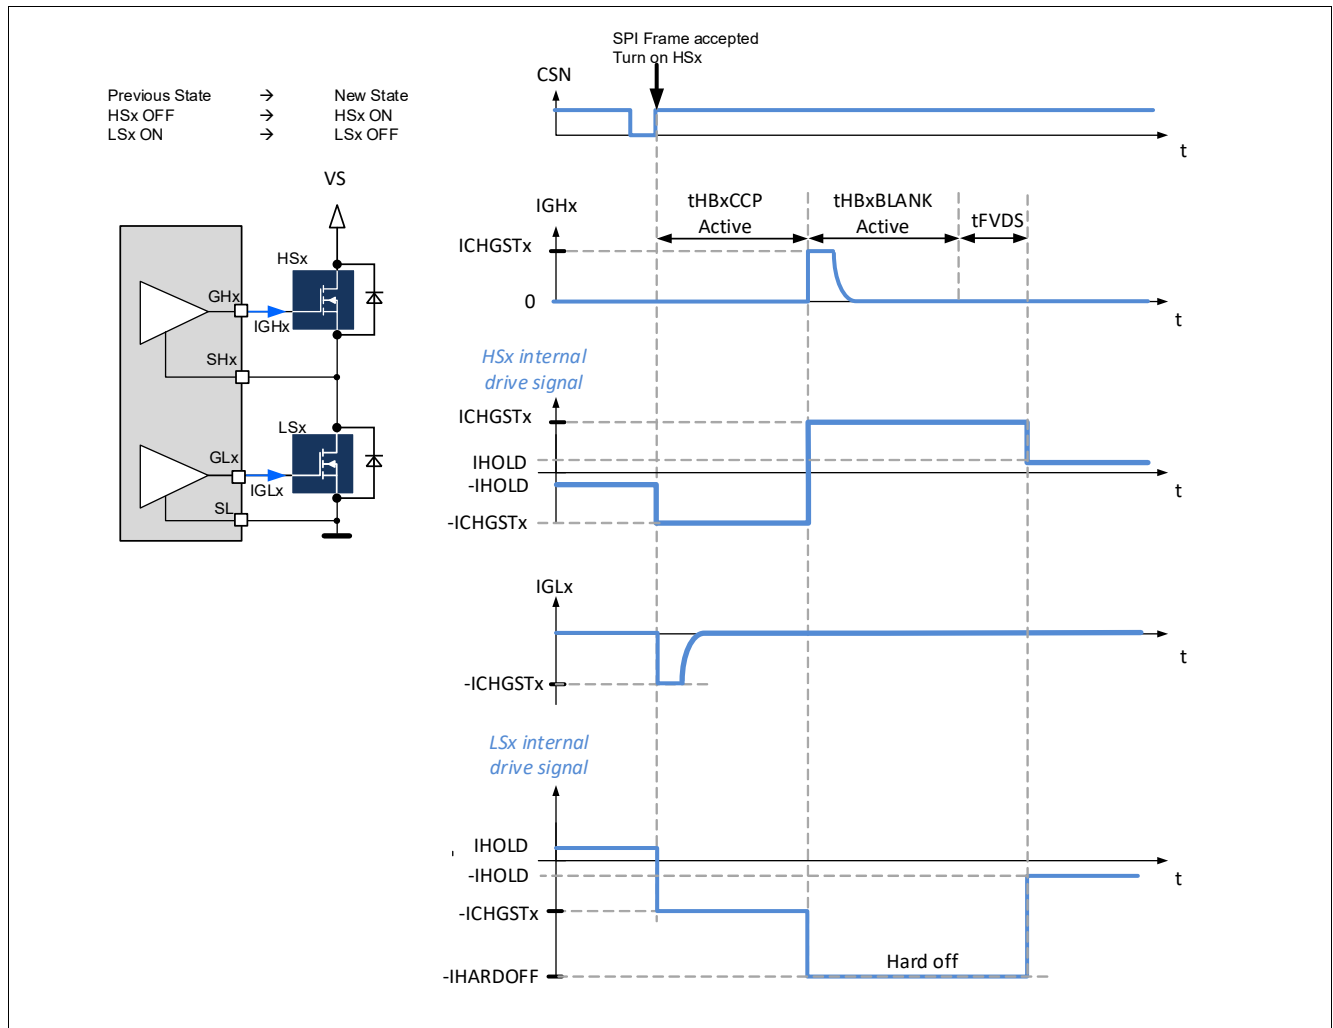 SPI Frame accepted
Turn on HSx
CSN
Previous State → New State
HSx OFF → HSx ON
LSx ON → LSx OFF
t
VS
HSx
GHx
IGHx
SHx
LSx
GLx
IGLx
SL
IGHx
tHBxCCP
Active
tHBxBLANK
Active
tFVDS
ICHGSTx
0
t
HSx internal
drive signal
ICHGSTx
IHOLD
-IHOLD
-ICHGSTx
t
IGLx
t
-ICHGSTx
LSx internal
drive signal
IHOLD
-IHOLD
t
-ICHGSTx
Hard off
-IHARDOFF